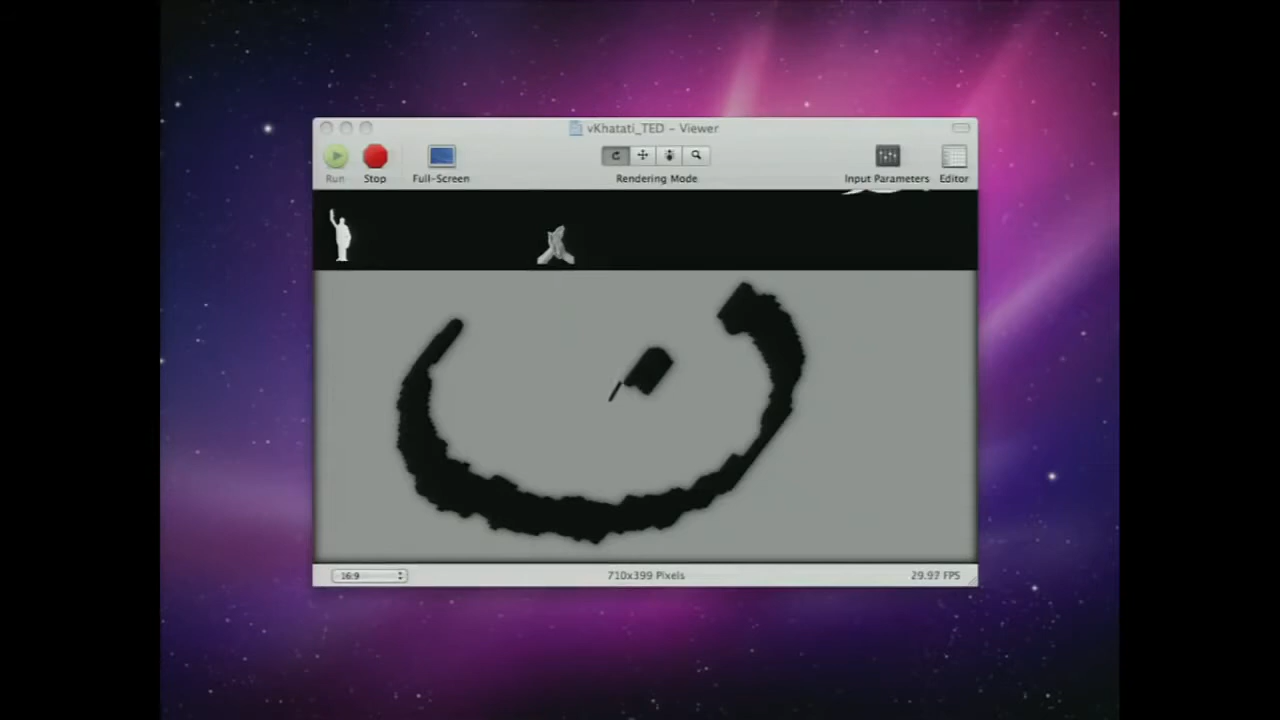 vKhatati_TED - Viewer
Run Stop Full-Screen Rendering Mode Input Parameters Editor
ن
16:9 710x399 Pixels 29.97 FPS